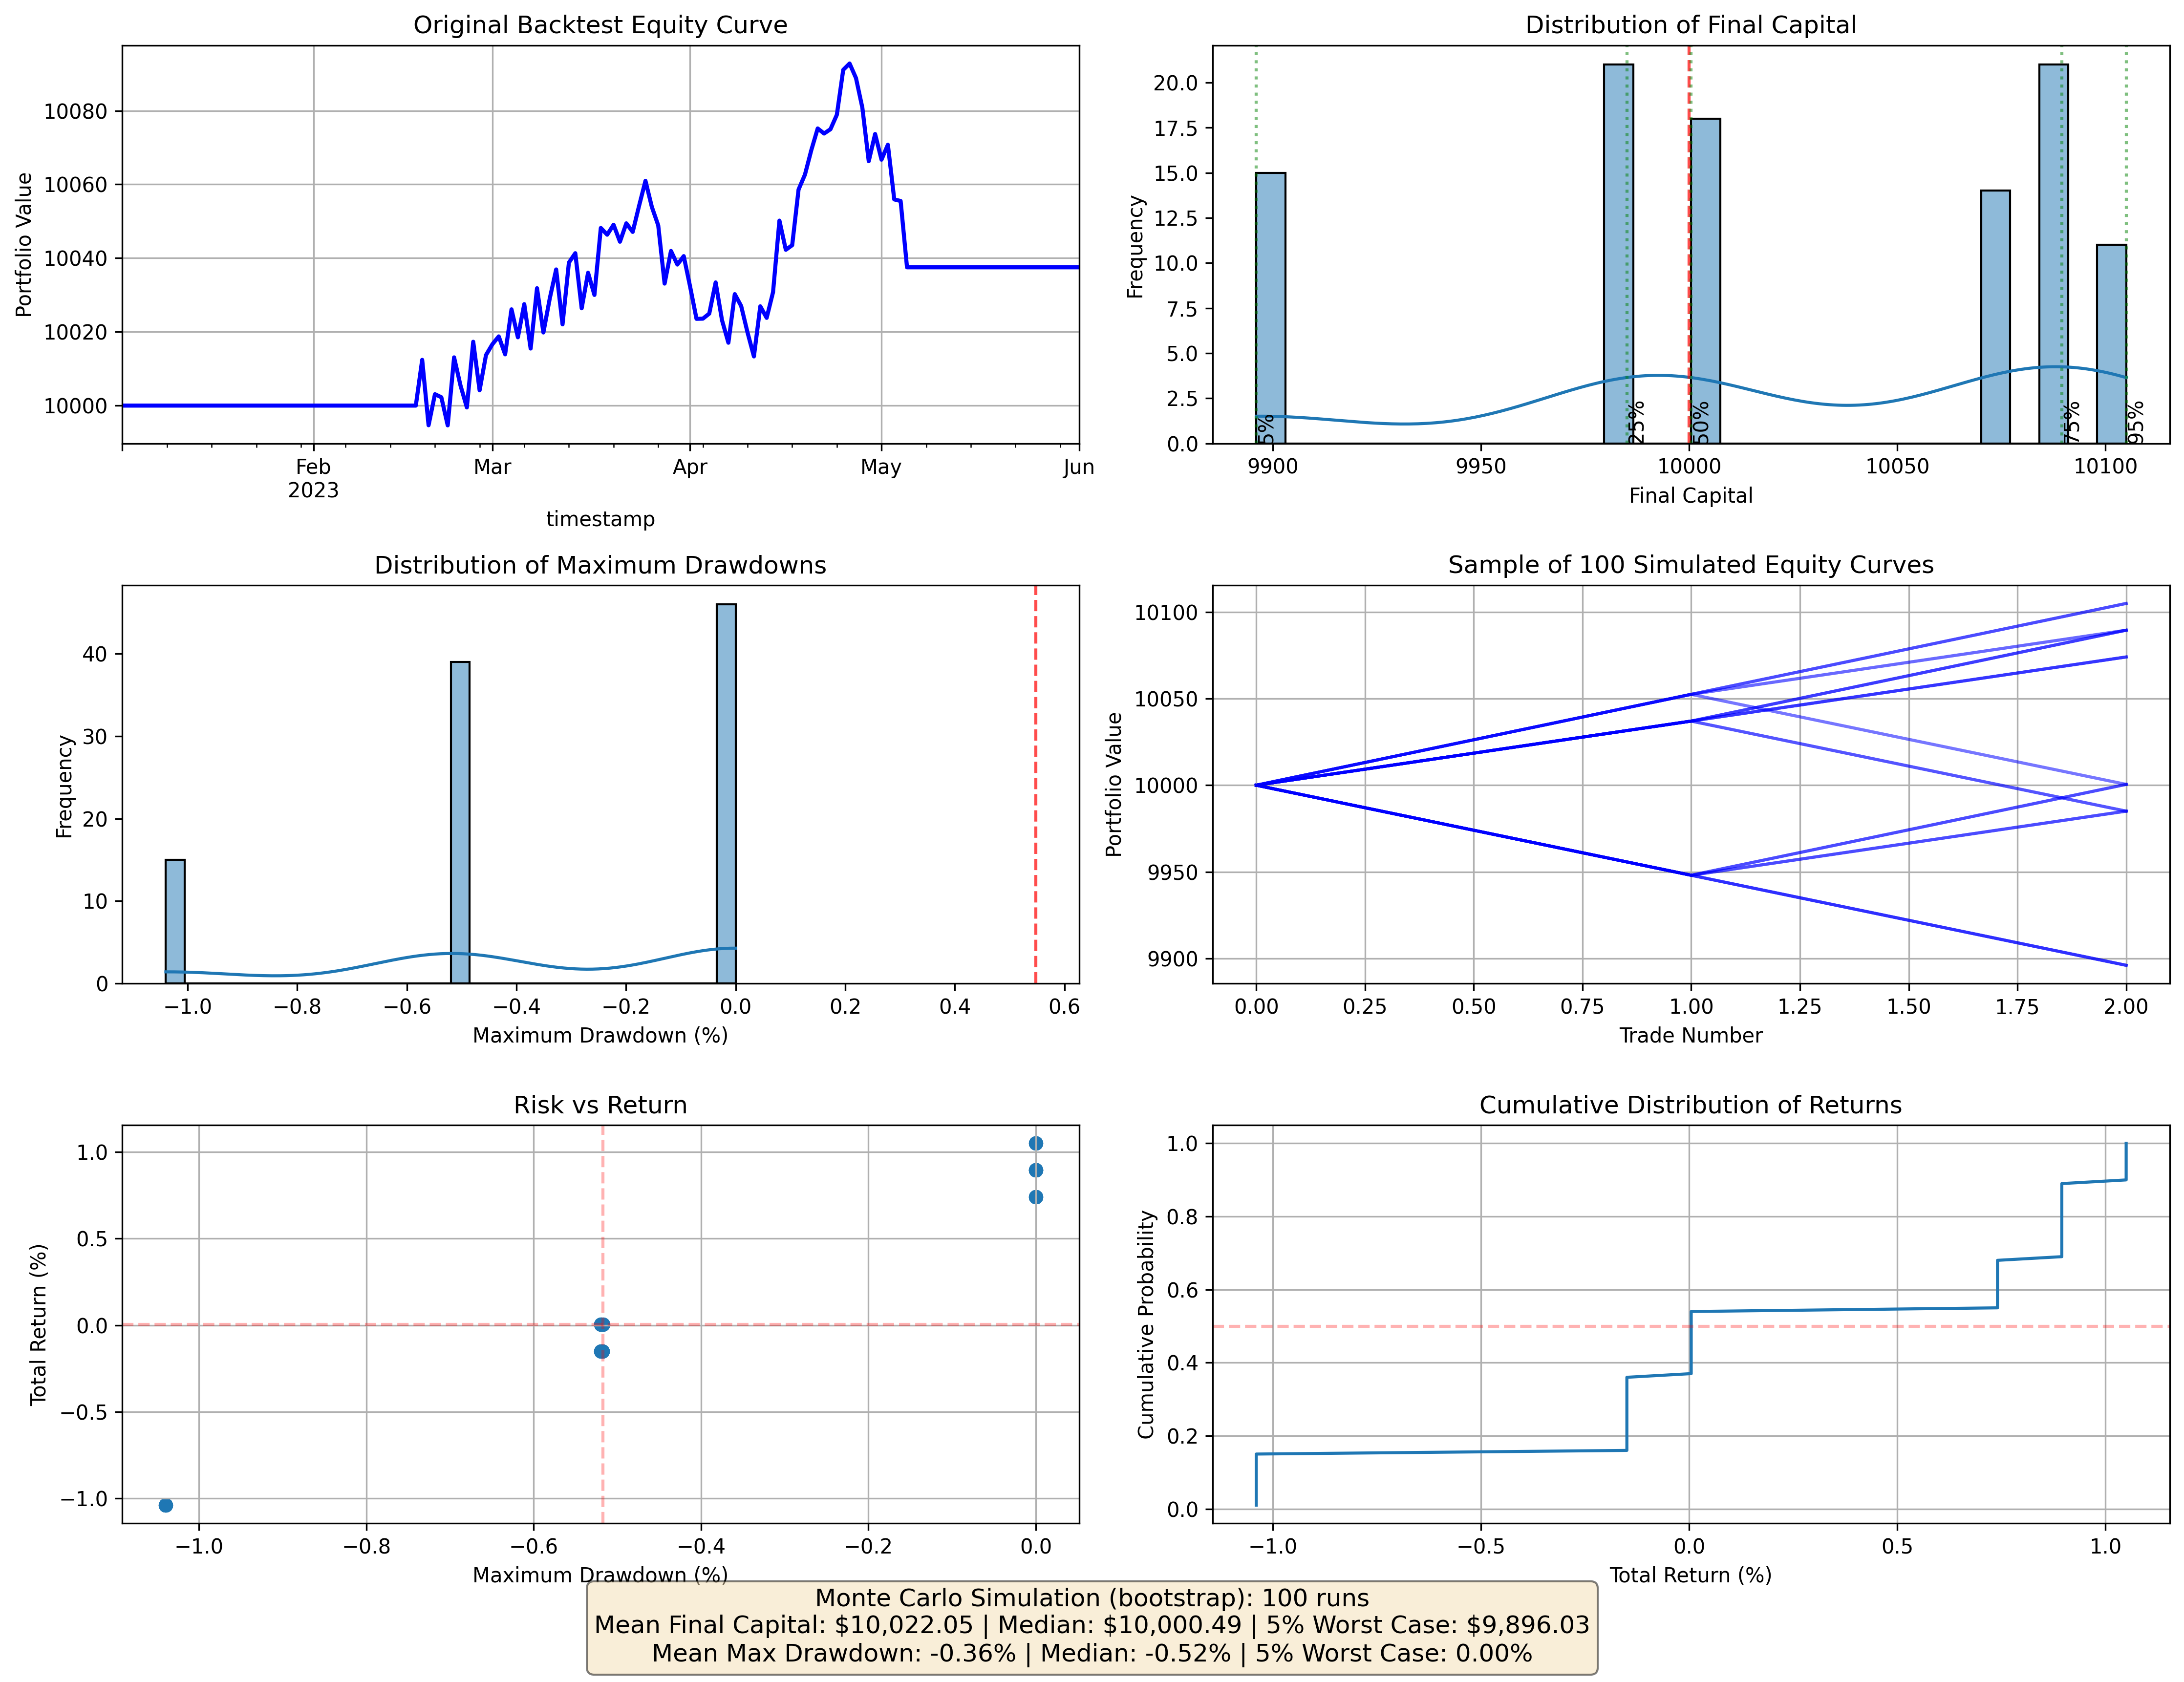 Original Backtest Equity Curve
Portfolio Value
10080
10060
10040
10020
10000
Feb
2023
Mar
Apr
May
Jun
timestamp
Distribution of Final Capital
Frequency
20.0
17.5
15.0
12.5
10.0
7.5
5.0
2.5
0.0
5%
25%
50%
75%
95%
9900
9950
10000
10050
10100
Final Capital
Distribution of Maximum Drawdowns
Frequency
40
30
20
10
0
−1.0
−0.8
−0.6
−0.4
−0.2
0.0
0.2
0.4
0.6
Maximum Drawdown (%)
Sample of 100 Simulated Equity Curves
Portfolio Value
10100
10050
10000
9950
9900
0.00
0.25
0.50
0.75
1.00
1.25
1.50
1.75
2.00
Trade Number
Risk vs Return
Total Return (%)
1.0
0.5
0.0
−0.5
−1.0
−1.0
−0.8
−0.6
−0.4
−0.2
0.0
Maximum Drawdown (%)
Cumulative Distribution of Returns
Cumulative Probability
1.0
0.8
0.6
0.4
0.2
0.0
−1.0
−0.5
0.0
0.5
1.0
Total Return (%)
Monte Carlo Simulation (bootstrap): 100 runs
Mean Final Capital: $10,022.05 | Median: $10,000.49 | 5% Worst Case: $9,896.03
Mean Max Drawdown: -0.36% | Median: -0.52% | 5% Worst Case: 0.00%